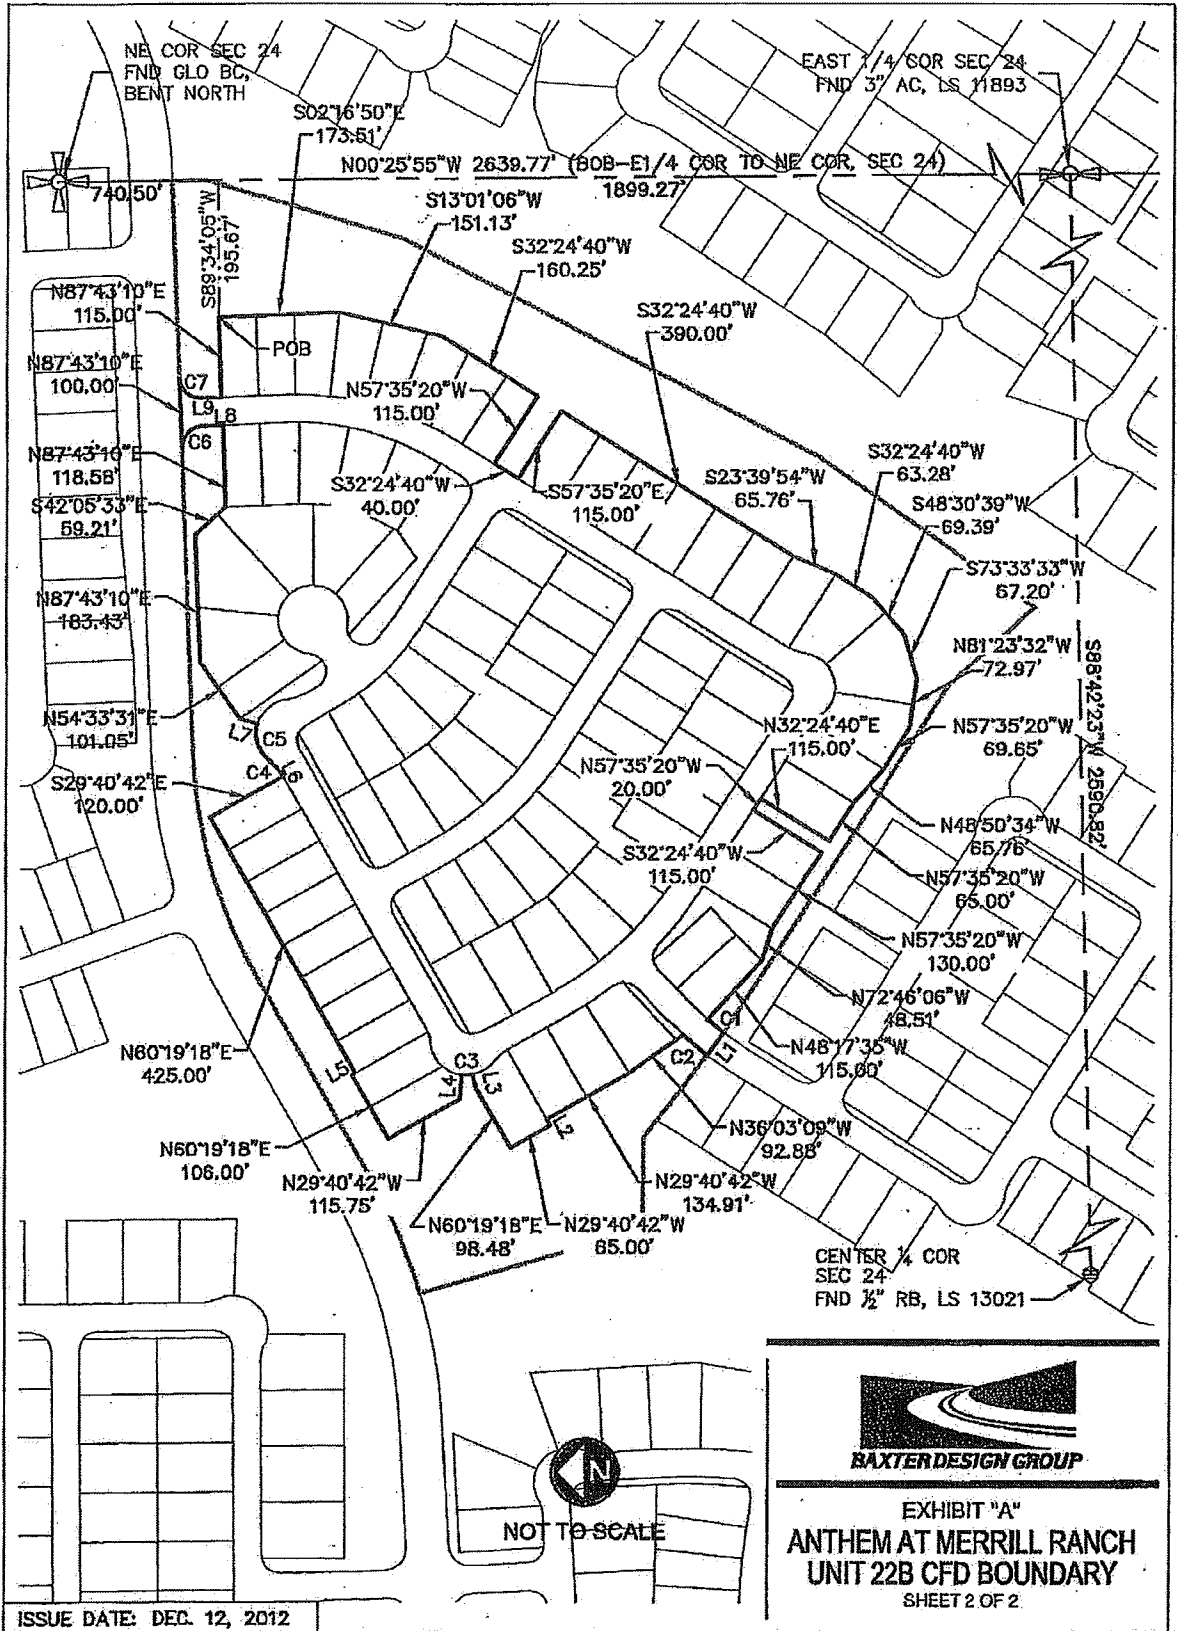 NE COR SEC 24
FND GLO BC,
BENT NORTH
EAST 1/4 COR SEC 24
FND 3" AC, LS 11893
S02°16'50"E
173.51'
N00°25'55"W 2639.77' (BOB-E1/4 COR TO NE COR, SEC 24)
740.50'
1899.27'
S13°01'06"W
151.13'
S89°34'05"W
195.67'
S32°24'40"W
160.25'
N87°43'10"E
115.00'
S32°24'40"W
390.00'
POB
N87°43'10"E
100.00'
C7
L9
L8
N57°35'20"W
115.00'
C6
S32°24'40"W
63.28'
N87°43'10"E
118.58'
S23°39'54"W
65.76'
S32°24'40"W
40.00'
S57°35'20"E
115.00'
S48°30'39"W
69.39'
S42°05'33"E
59.21'
S73°33'33"W
67.20'
N87°43'10"E
183.43'
N81°23'32"W
72.97'
S88°42'23"W 2590.82'
N54°33'31"E
101.05'
L7
C5
N32°24'40"E
115.00'
N57°35'20"W
69.65'
C4
L6
N57°35'20"W
20.00'
S29°40'42"E
120.00'
N48°50'34"W
65.76'
S32°24'40"W
115.00'
N57°35'20"W
65.00'
N57°35'20"W
130.00'
N72°46'06"W
48.51'
C1
N48°17'35"W
115.00'
N60°19'18"E
425.00'
C2
L1
C3
L5
L4
L3
L2
N36°03'09"W
92.88'
N60°19'18"E
106.00'
N29°40'42"W
115.75'
N29°40'42"W
134.91'
N60°19'18"E
98.48'
N29°40'42"W
65.00'
CENTER ¼ COR
SEC 24
FND ½" RB, LS 13021
N
NOT TO SCALE
BAXTER DESIGN GROUP
EXHIBIT "A"
ANTHEM AT MERRILL RANCH
UNIT 22B CFD BOUNDARY
SHEET 2 OF 2
ISSUE DATE: DEC. 12, 2012